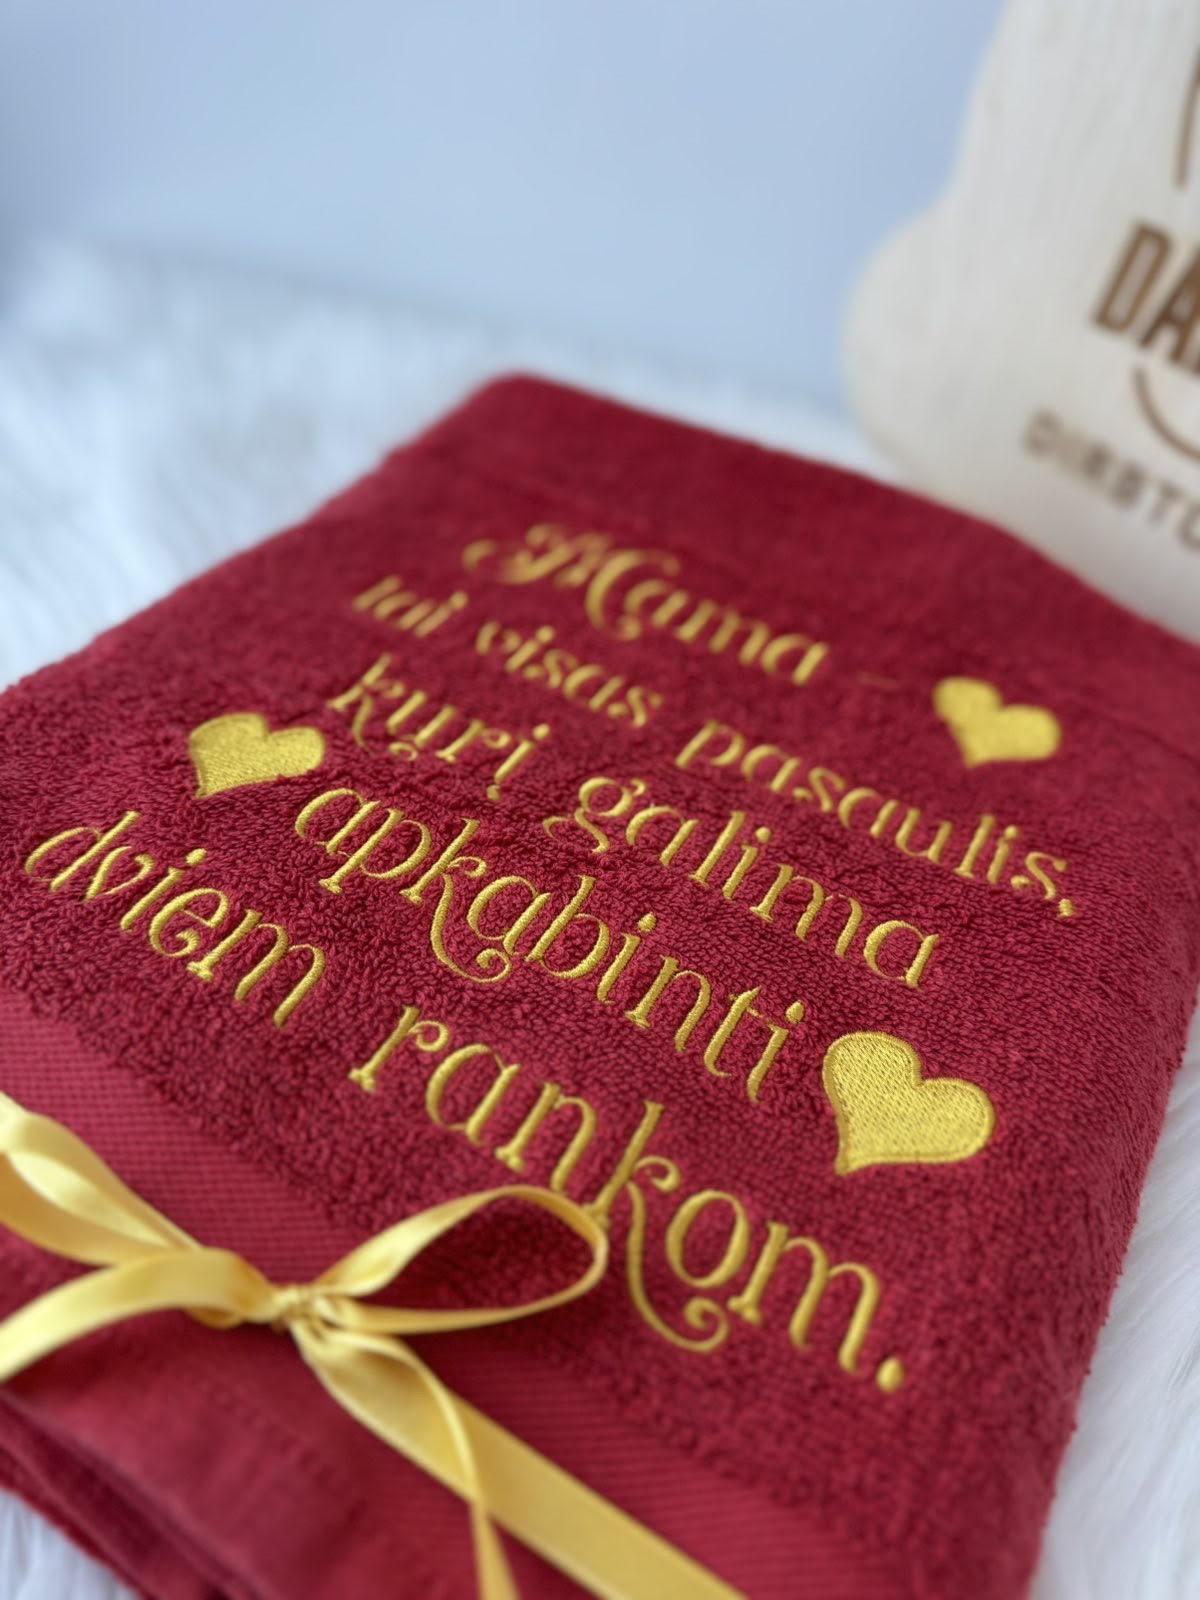 Mama –
tai visas pasaulis,
kurį galima
apkabinti
dviem rankom.